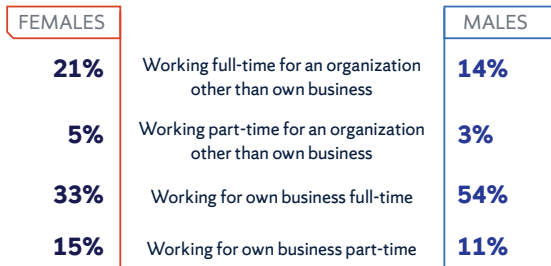 FEMALES
MALES
21%
Working full-time for an organization
other than own business
14%
5%
Working part-time for an organization
other than own business
3%
33%
Working for own business full-time
54%
15%
Working for own business part-time
11%